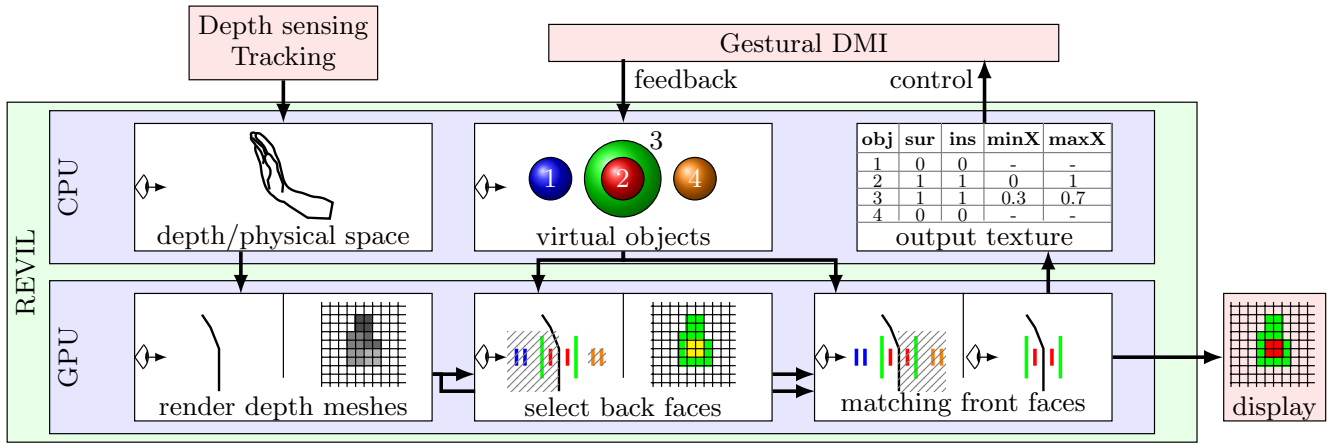 Depth sensing
Tracking
Gestural DMI
feedback
control
REVIL
CPU
depth/physical space
1
2
3
4
virtual objects
obj sur ins minX maxX
1 0 0 - -
2 1 1 0 1
3 1 1 0.3 0.7
4 0 0 - -
output texture
GPU
render depth meshes
select back faces
matching front faces
display